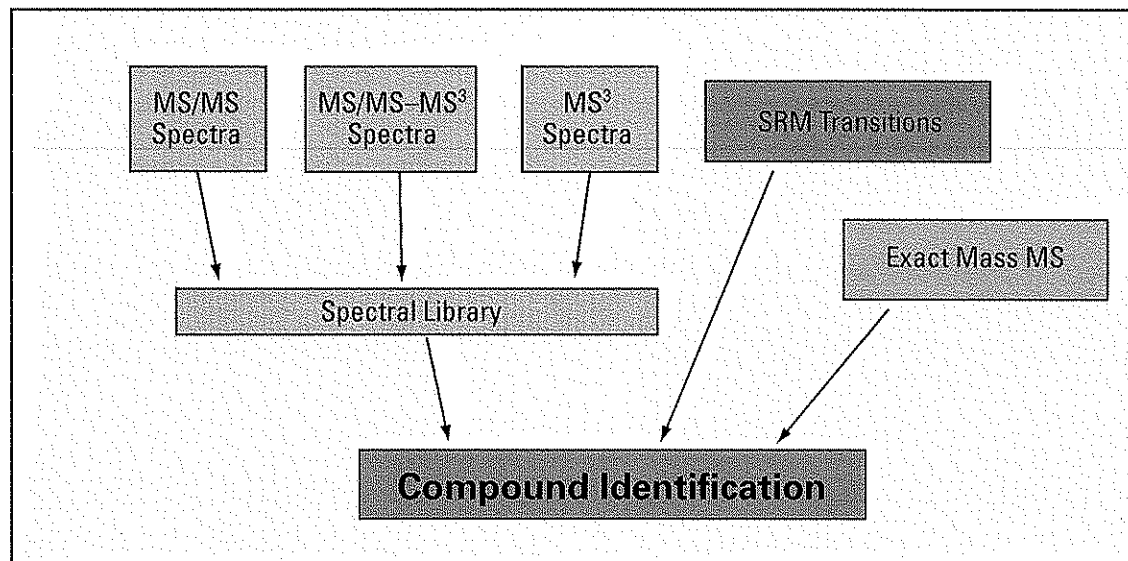 MS/MS
Spectra
MS/MS–MS³
Spectra
MS³
Spectra
SRM Transitions
Exact Mass MS
Spectral Library
Compound Identification